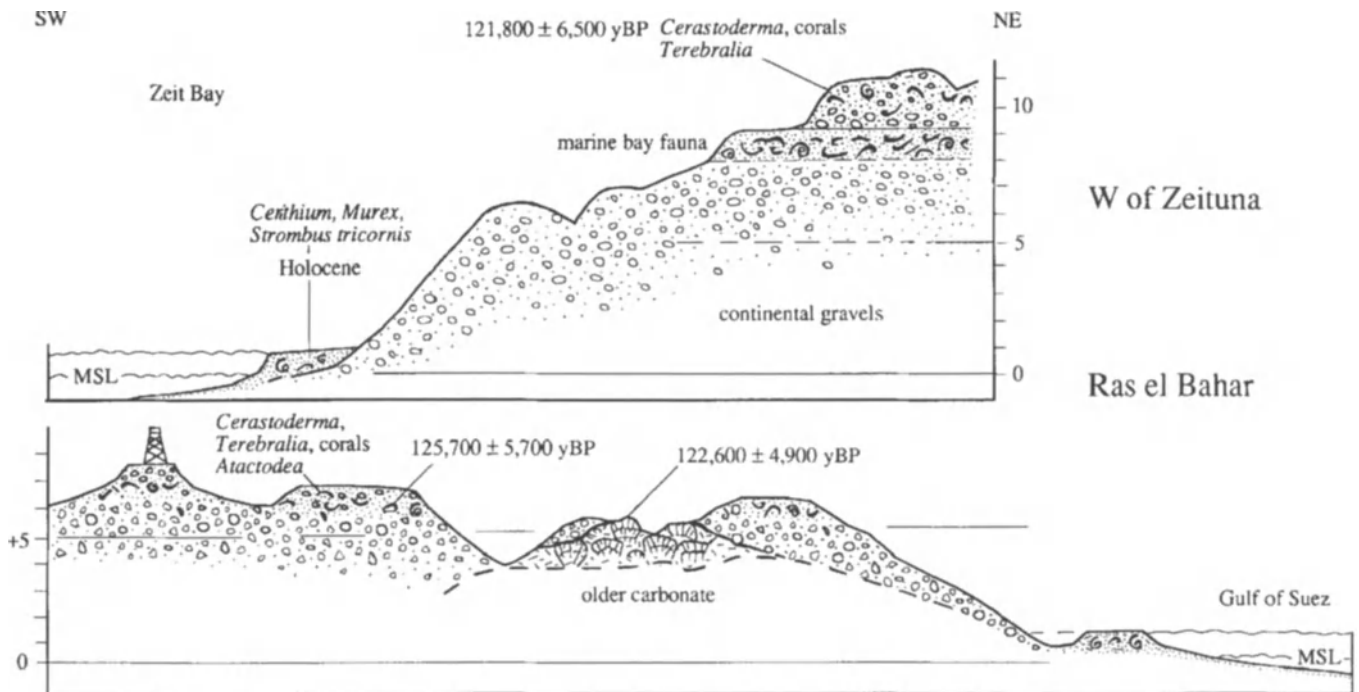 SW
NE
121,800 ± 6,500 yBP Cerastoderma, corals
Terebralia
Zeit Bay
10
marine bay fauna
W of Zeituna
Cerithium, Murex,
Strombus tricornis
Holocene
5
continental gravels
MSL
0
Ras el Bahar
Cerastoderma,
Terebralia, corals
Atactodea
125,700 ± 5,700 yBP
122,600 ± 4,900 yBP
+5
older carbonate
Gulf of Suez
0
MSL